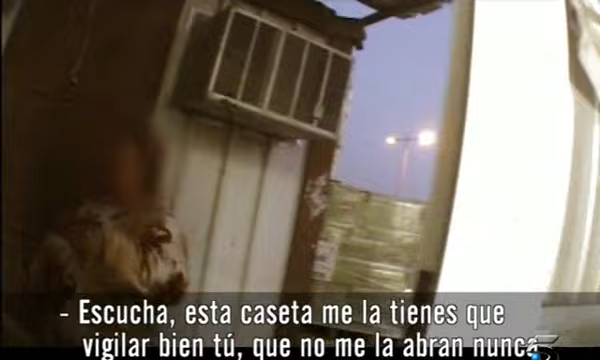 - Escucha, esta caseta me la tienes que
vigilar bien tú, que no me la abran nunca